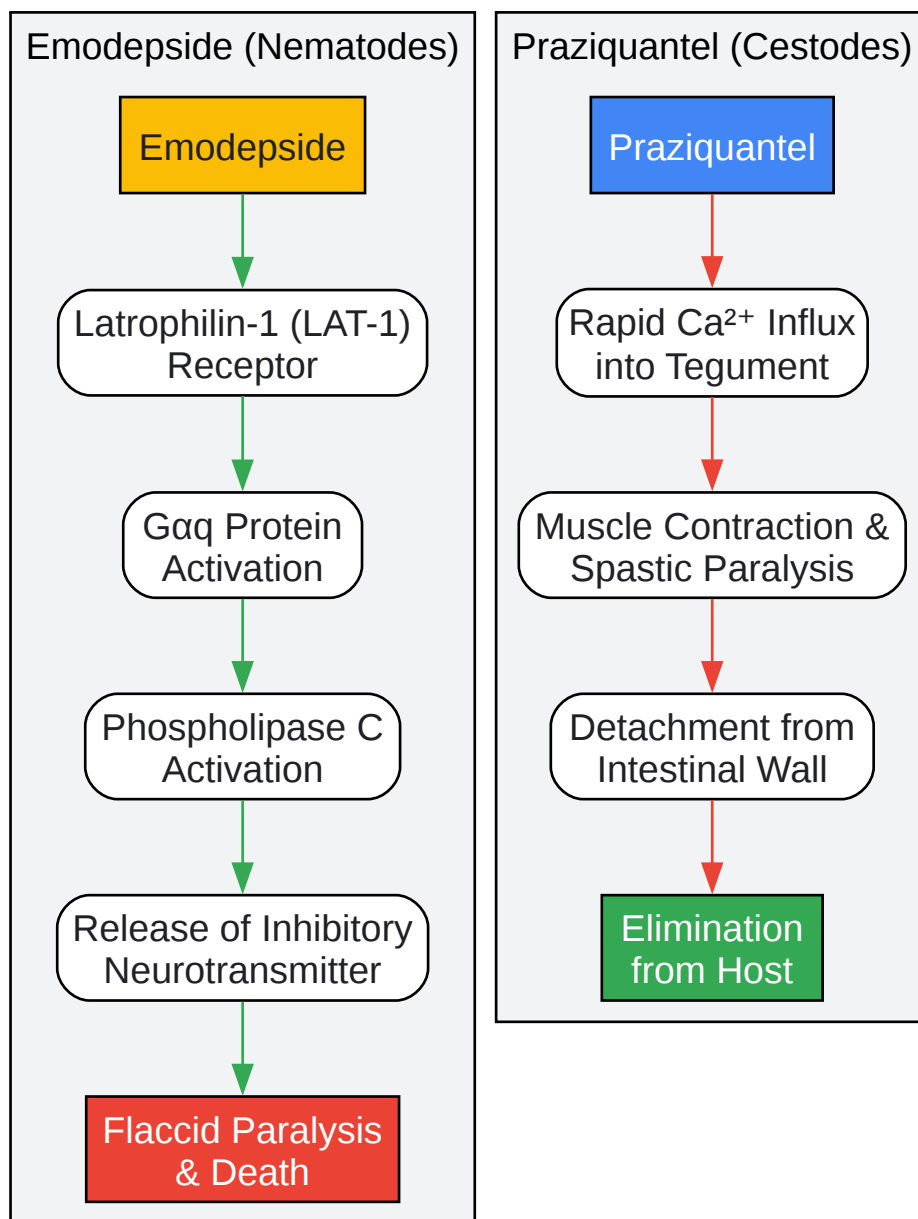 Emodepside (Nematodes)
Emodepside
Latrophilin-1 (LAT-1)
Receptor
Gαq Protein
Activation
Phospholipase C
Activation
Release of Inhibitory
Neurotransmitter
Flaccid Paralysis
& Death
Praziquantel (Cestodes)
Praziquantel
Rapid Ca²⁺ Influx
into Tegument
Muscle Contraction &
Spastic Paralysis
Detachment from
Intestinal Wall
Elimination
from Host